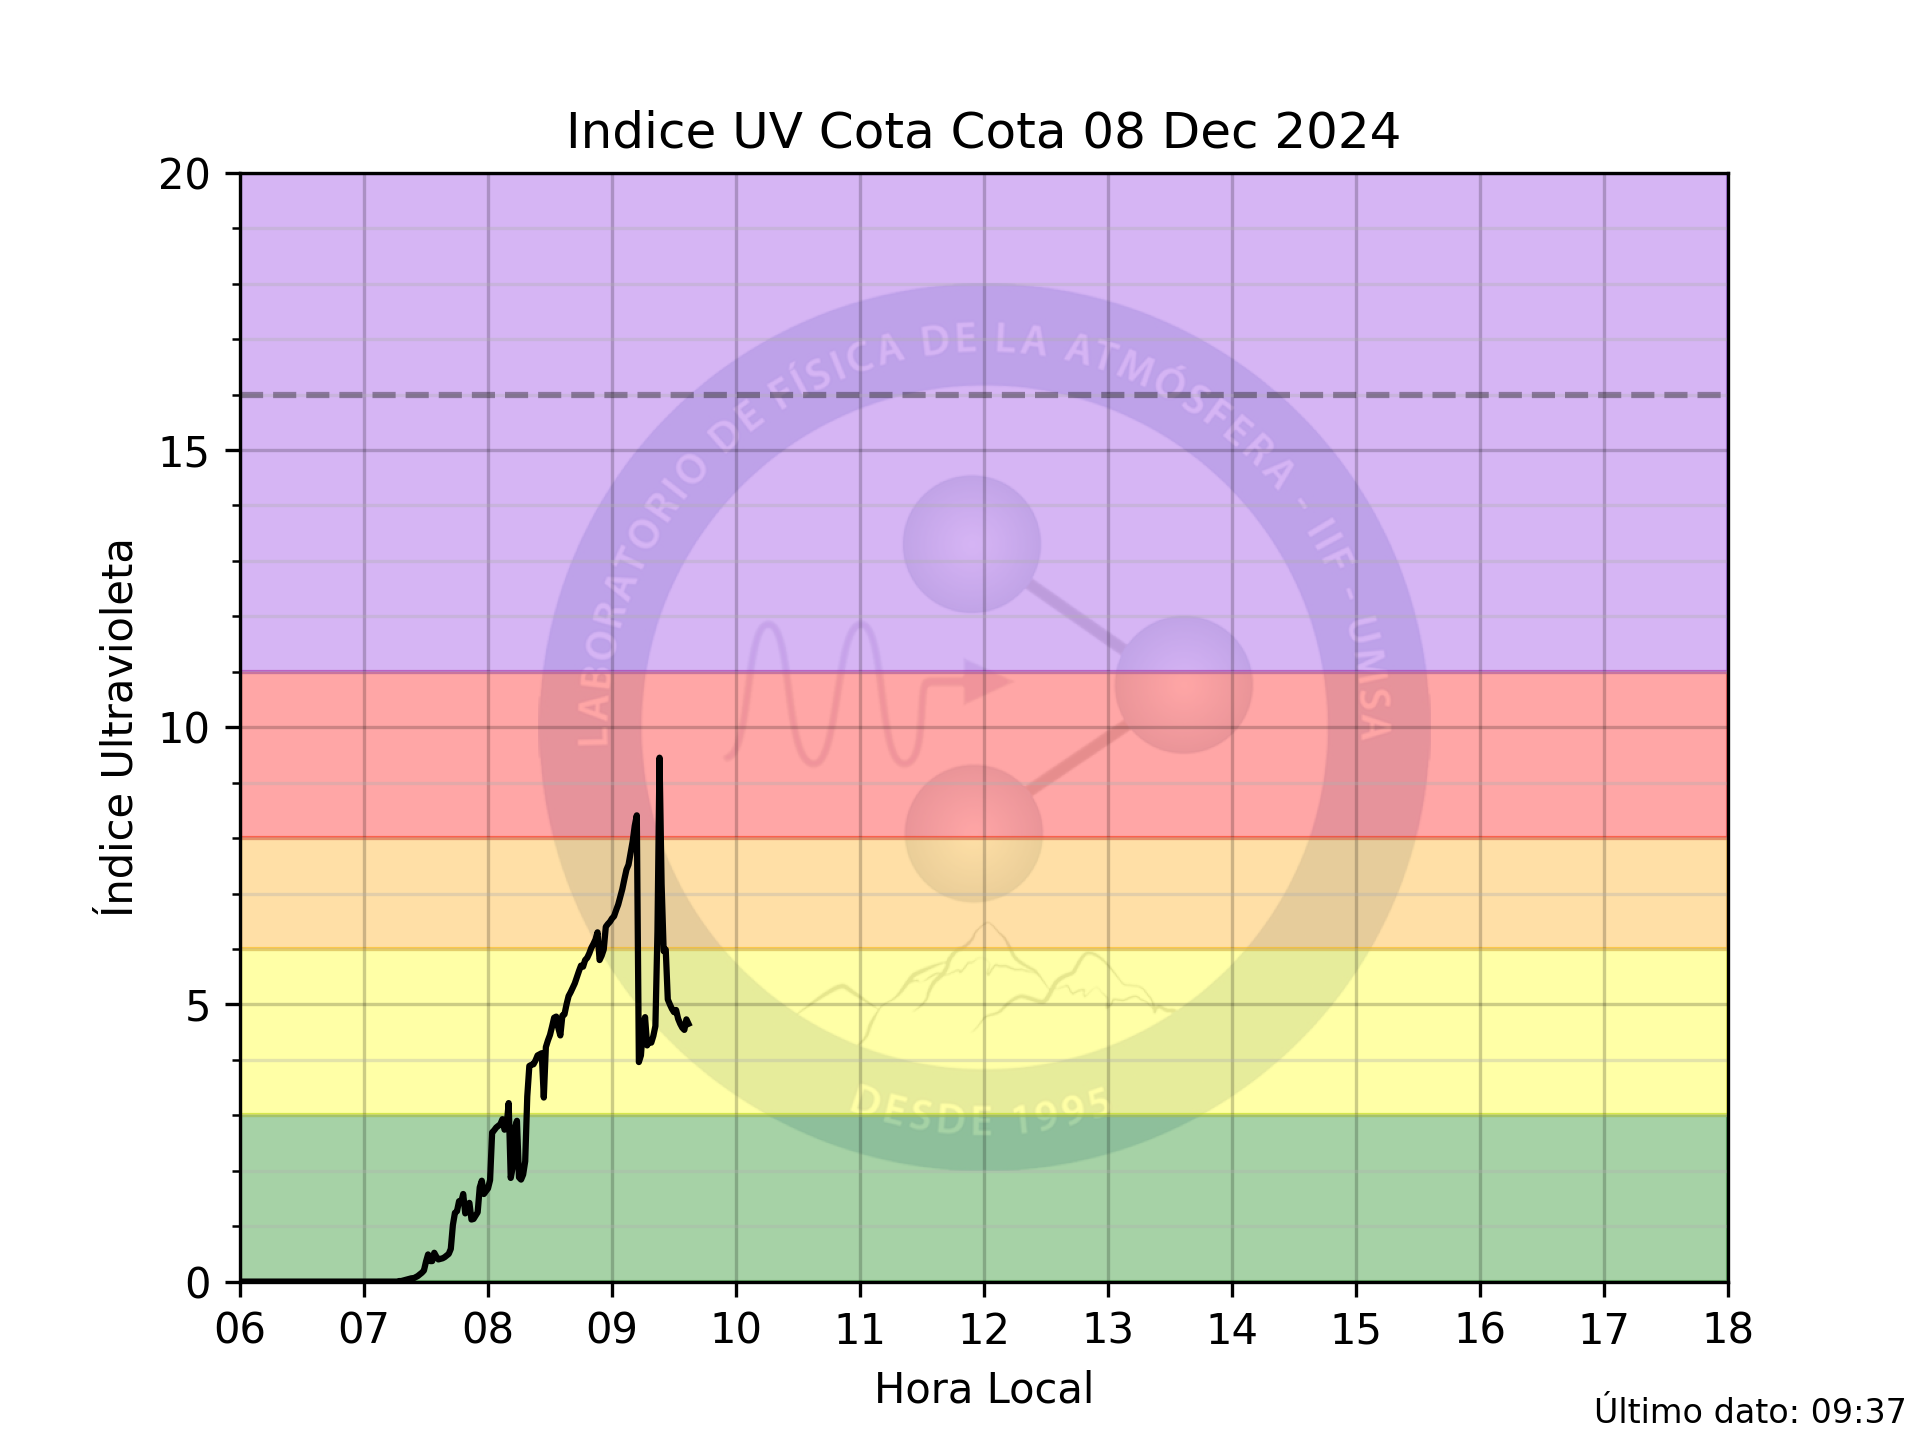 Indice UV Cota Cota 08 Dec 2024
20
15
10
5
0
Índice Ultravioleta
LABORATORIO DE FÍSICA DE LA ATMÓSFERA - IIF - UMSA
DESDE 1995
06 07 08 09 10 11 12 13 14 15 16 17 18
Hora Local
Último dato: 09:37